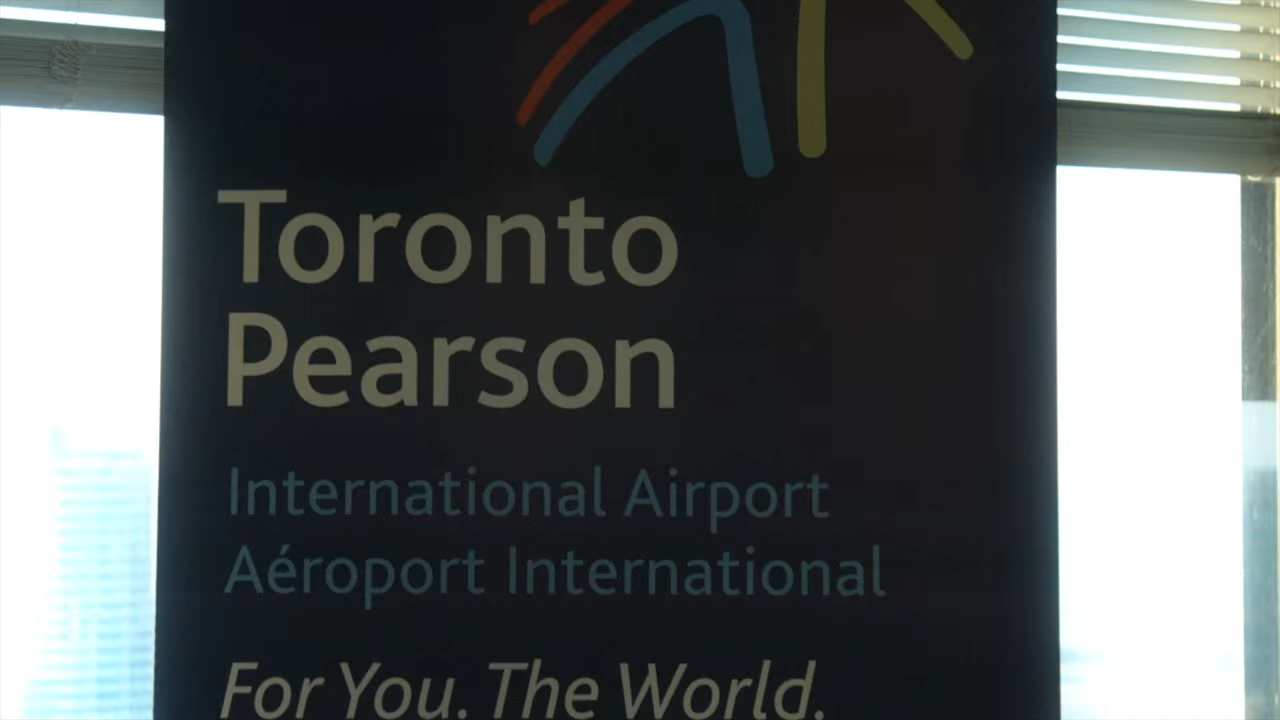 Toronto
Pearson
International Airport
Aéroport International
For You. The World.